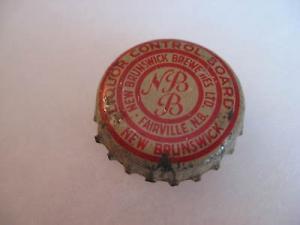 LIQUOR CONTROL BOARD
NEW BRUNSWICK
NEW BRUNSWICK BREWERIES LTD.
FAIRVILLE, N.B.
NBB